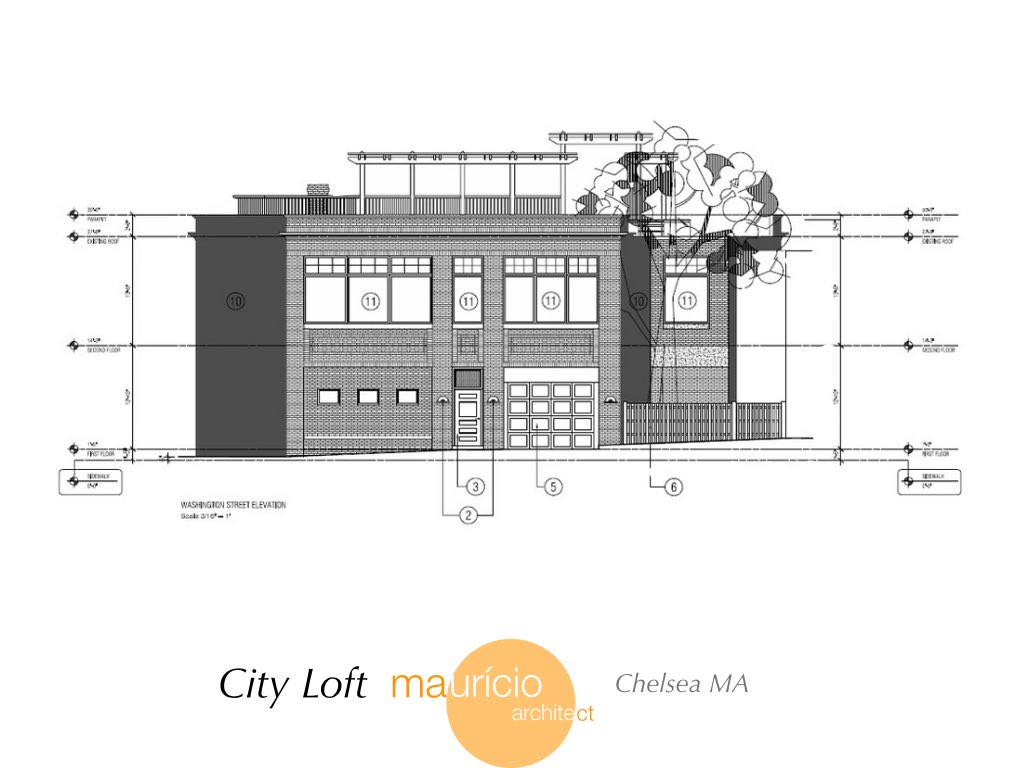 PARAPET
PARAPET
EXISTING ROOF
EXISTING ROOF
10
11
11
11
10
11
SECOND FLOOR
SECOND FLOOR
FIRST FLOOR
FIRST FLOOR
SIDEWALK
SIDEWALK
3
5
6
2
WASHINGTON STREET ELEVATION
Scale 3/16" = 1'
City Loft
maurício
architect
Chelsea MA